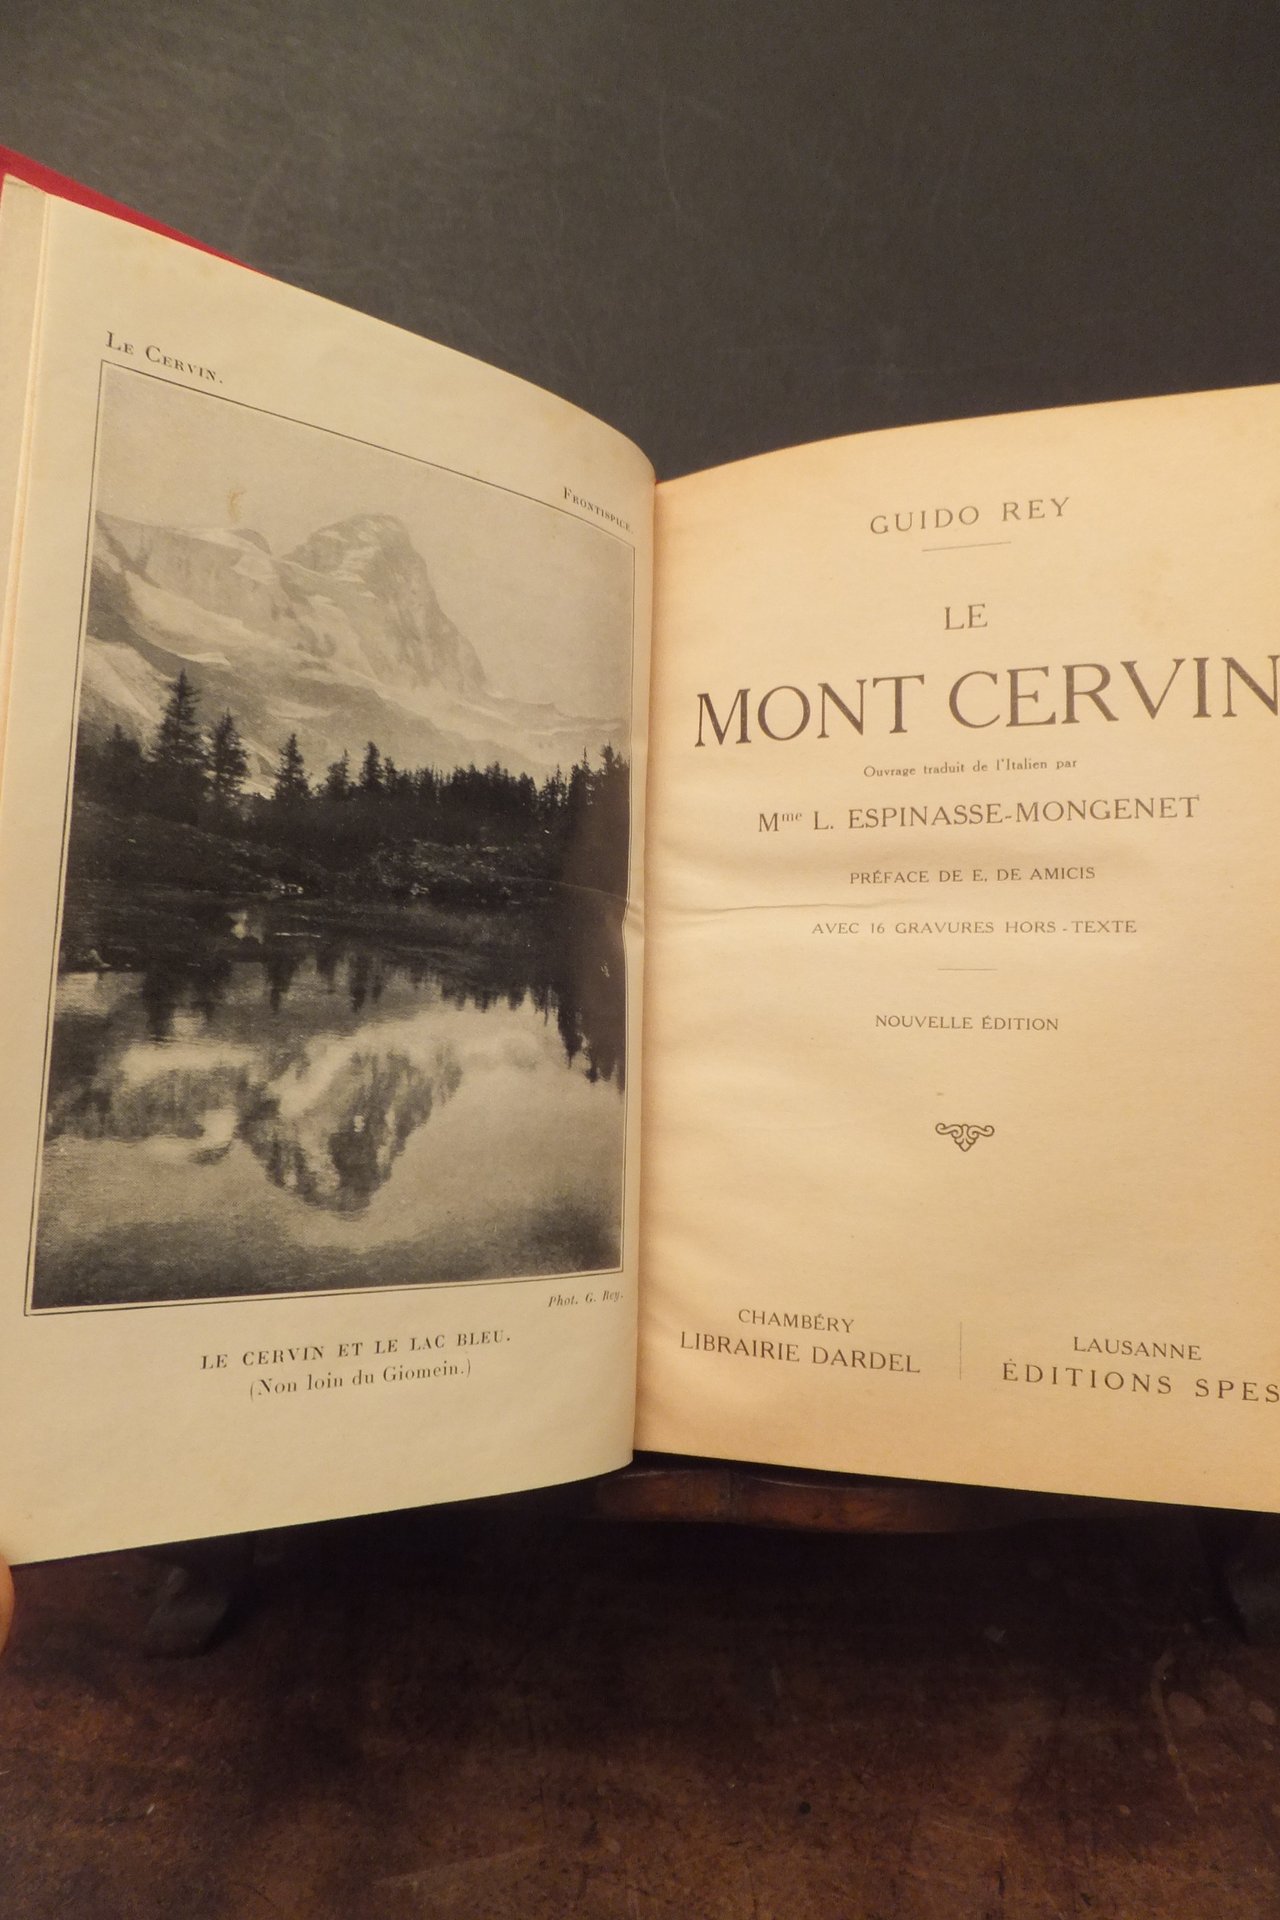 LE CERVIN.
FRONTISPICE.
Phot. G. Rey.
LE CERVIN ET LE LAC BLEU.
(Non loin du Giomein.)
GUIDO REY
LE
MONT CERVIN
Ouvrage traduit de l'Italien par
Mme L. ESPINASSE-MONGENET
PRÉFACE DE E. DE AMICIS
AVEC 16 GRAVURES HORS-TEXTE
NOUVELLE ÉDITION
CHAMBÉRY
LIBRAIRIE DARDEL
LAUSANNE
ÉDITIONS SPES